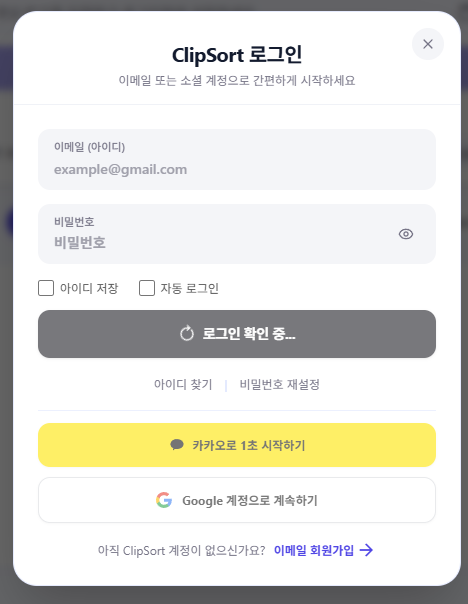 ClipSort 로그인
이메일 또는 소셜 계정으로 간편하게 시작하세요
이메일 (아이디)
example@gmail.com
비밀번호
비밀번호
아이디 저장 자동 로그인
로그인 확인 중...
아이디 찾기 | 비밀번호 재설정
카카오로 1초 시작하기
Google 계정으로 계속하기
아직 ClipSort 계정이 없으신가요? 이메일 회원가입 →